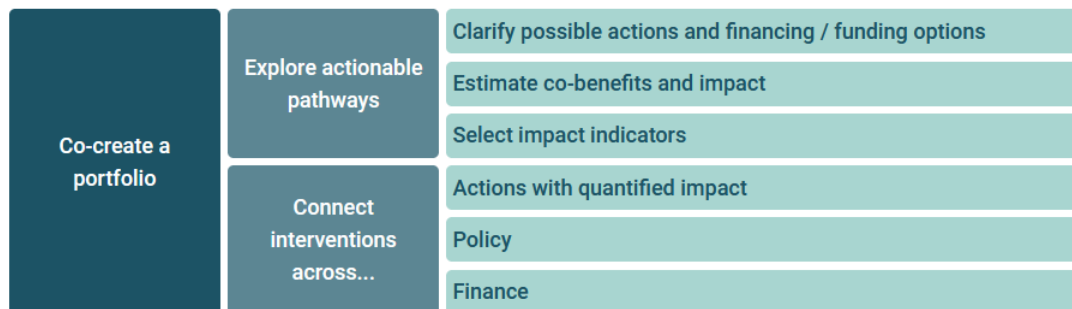 Co-create a
portfolio
Explore actionable
pathways
Clarify possible actions and financing / funding options
Estimate co-benefits and impact
Select impact indicators
Connect
interventions
across...
Actions with quantified impact
Policy
Finance